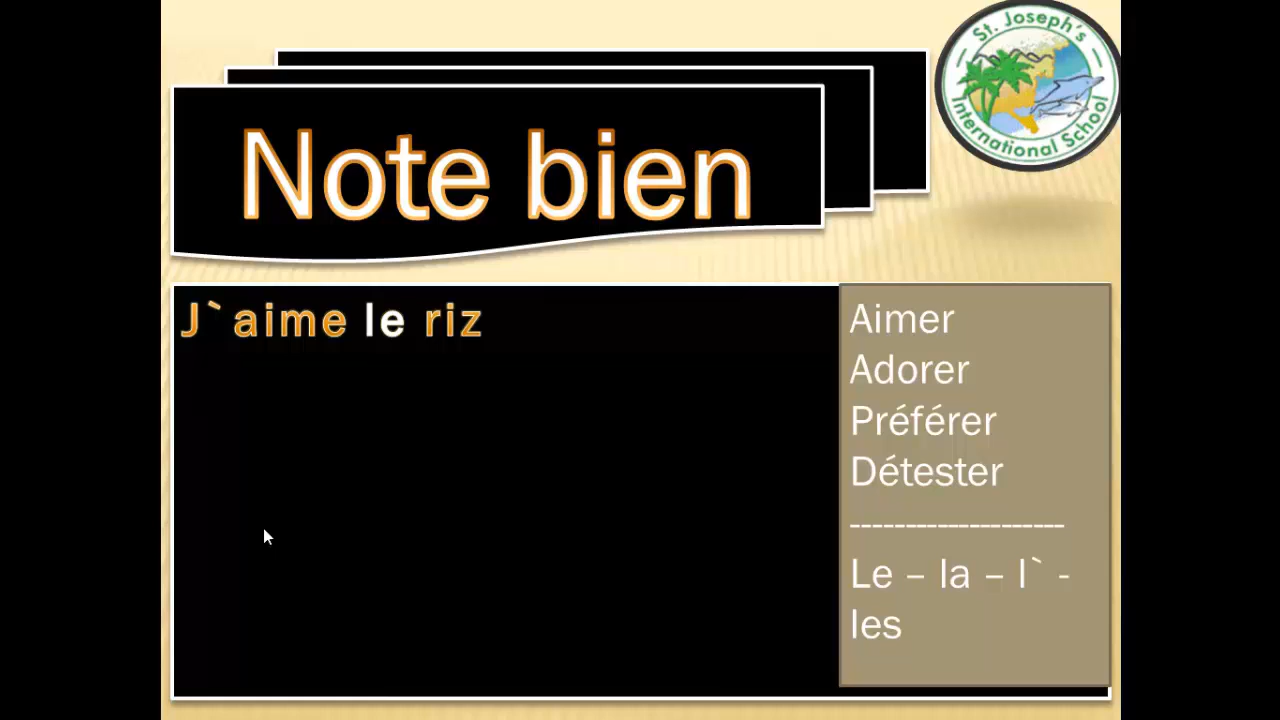 St. Joseph's
International School
Note bien
J`aime le riz
Aimer
Adorer
Préférer
Détester
-------------------
Le – la – l` -
les